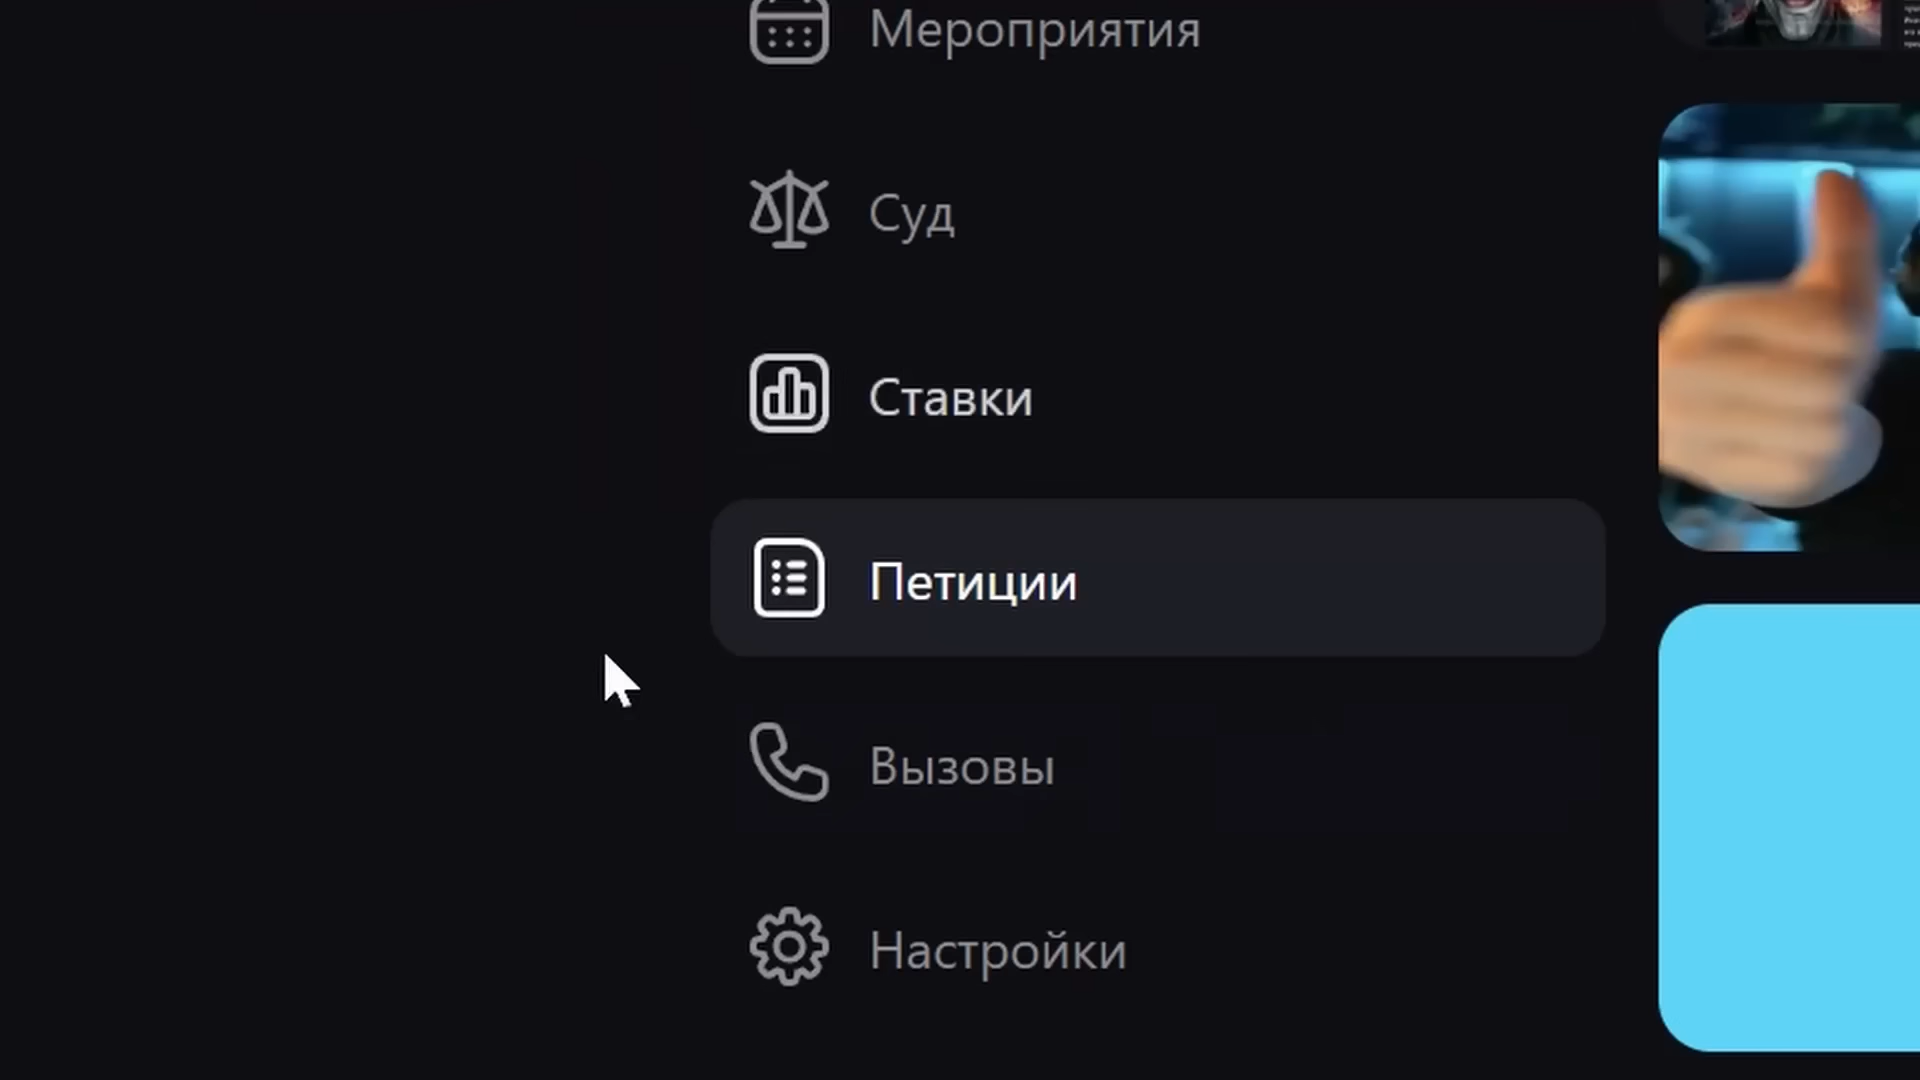 Мероприятия
Суд
Ставки
Петиции
Вызовы
Настройки